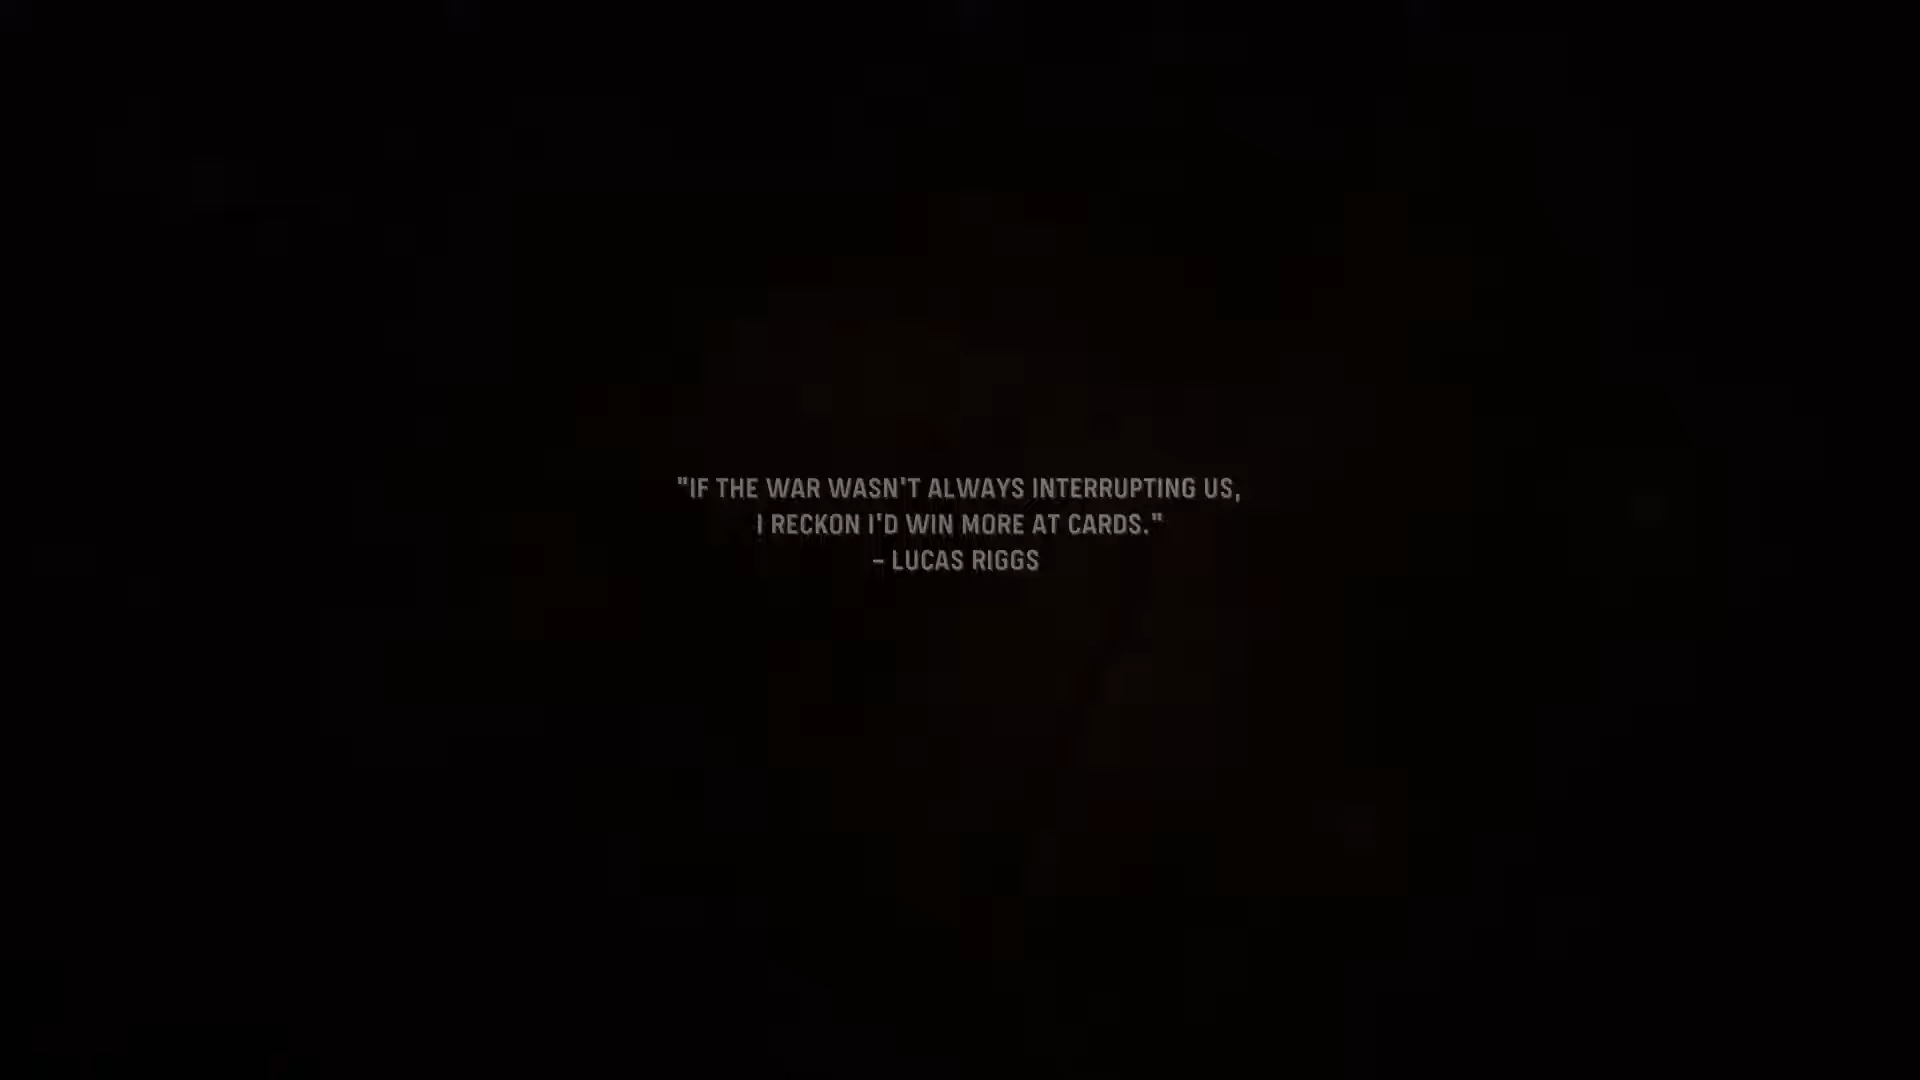 "IF THE WAR WASN'T ALWAYS INTERRUPTING US,
I RECKON I'D WIN MORE AT CARDS."
– LUCAS RIGGS